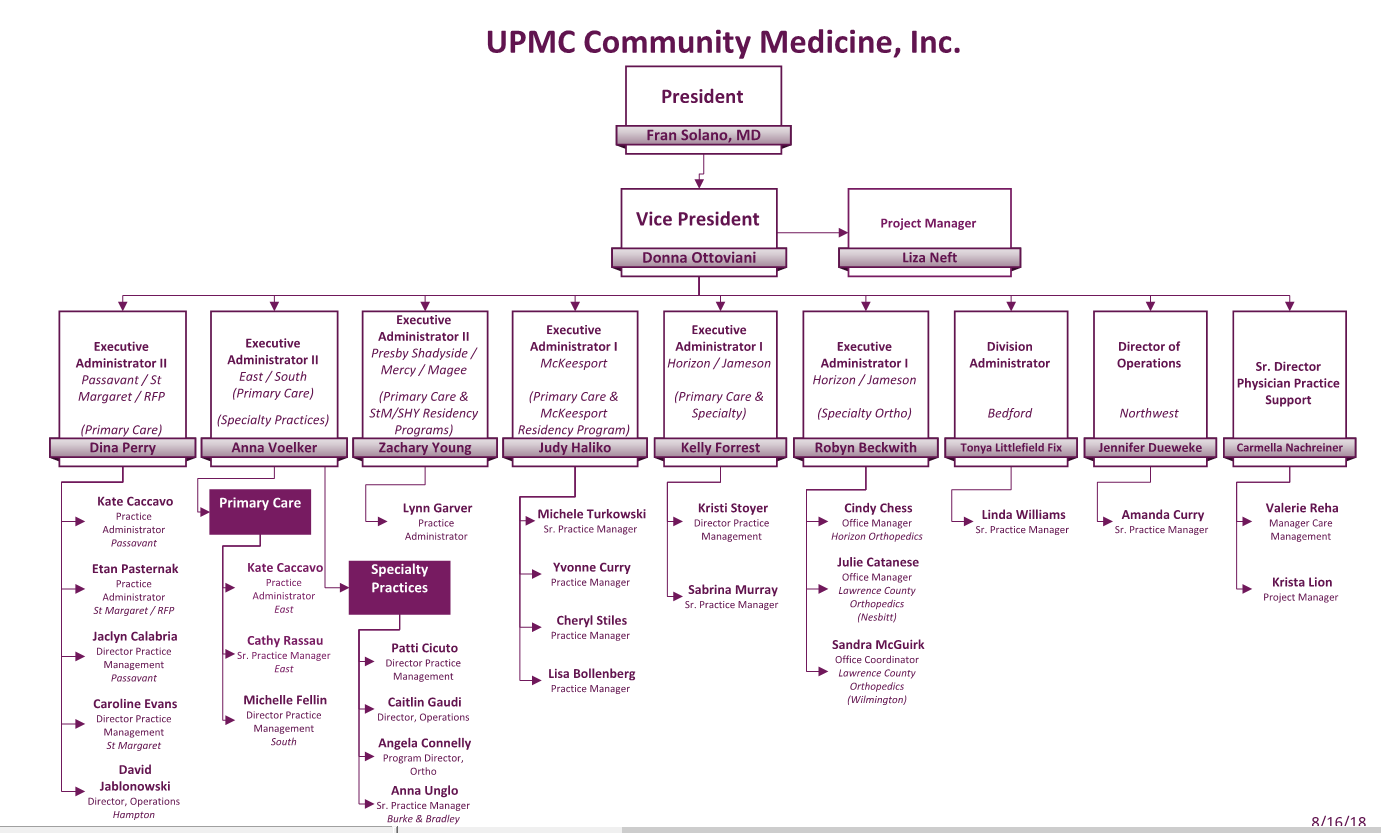 UPMC Community Medicine, Inc.
President
Fran Solano, MD
Vice President
Donna Ottoviani
Project Manager
Liza Neft
Executive
Administrator II
Passavant / St
Margaret / RFP
(Primary Care)
Dina Perry
Executive
Administrator II
East / South
(Primary Care)
(Specialty Practices)
Anna Voelker
Executive
Administrator II
Presby Shadyside /
Mercy / Magee
(Primary Care &
StM/SHY Residency
Programs)
Zachary Young
Executive
Administrator I
McKeesport
(Primary Care &
McKeesport
Residency Program)
Judy Haliko
Executive
Administrator I
Horizon / Jameson
(Primary Care &
Specialty)
Kelly Forrest
Executive
Administrator I
Horizon / Jameson
(Specialty Ortho)
Robyn Beckwith
Division
Administrator
Bedford
Tonya Littlefield Fix
Director of
Operations
Northwest
Jennifer Dueweke
Sr. Director
Physician Practice
Support
Carmella Nachreiner
Kate Caccavo
Practice
Administrator
Passavant
Etan Pasternak
Practice
Administrator
St Margaret / RFP
Jaclyn Calabria
Director Practice
Management
Passavant
Caroline Evans
Director Practice
Management
St Margaret
David
Jablonowski
Director, Operations
Hampton
Primary Care
Kate Caccavo
Practice
Administrator
East
Cathy Rassau
Sr. Practice Manager
East
Michelle Fellin
Director Practice
Management
South
Lynn Garver
Practice
Administrator
Specialty
Practices
Patti Cicuto
Director Practice
Management
Caitlin Gaudi
Director, Operations
Angela Connelly
Program Director,
Ortho
Anna Unglo
Sr. Practice Manager
Burke & Bradley
Michele Turkowski
Sr. Practice Manager
Yvonne Curry
Practice Manager
Cheryl Stiles
Practice Manager
Lisa Bollenberg
Practice Manager
Kristi Stoyer
Director Practice
Management
Sabrina Murray
Sr. Practice Manager
Cindy Chess
Office Manager
Horizon Orthopedics
Julie Catanese
Office Manager
Lawrence County
Orthopedics
(Nesbitt)
Sandra McGuirk
Office Coordinator
Lawrence County
Orthopedics
(Wilmington)
Linda Williams
Sr. Practice Manager
Amanda Curry
Sr. Practice Manager
Valerie Reha
Manager Care
Management
Krista Lion
Project Manager
8/16/18